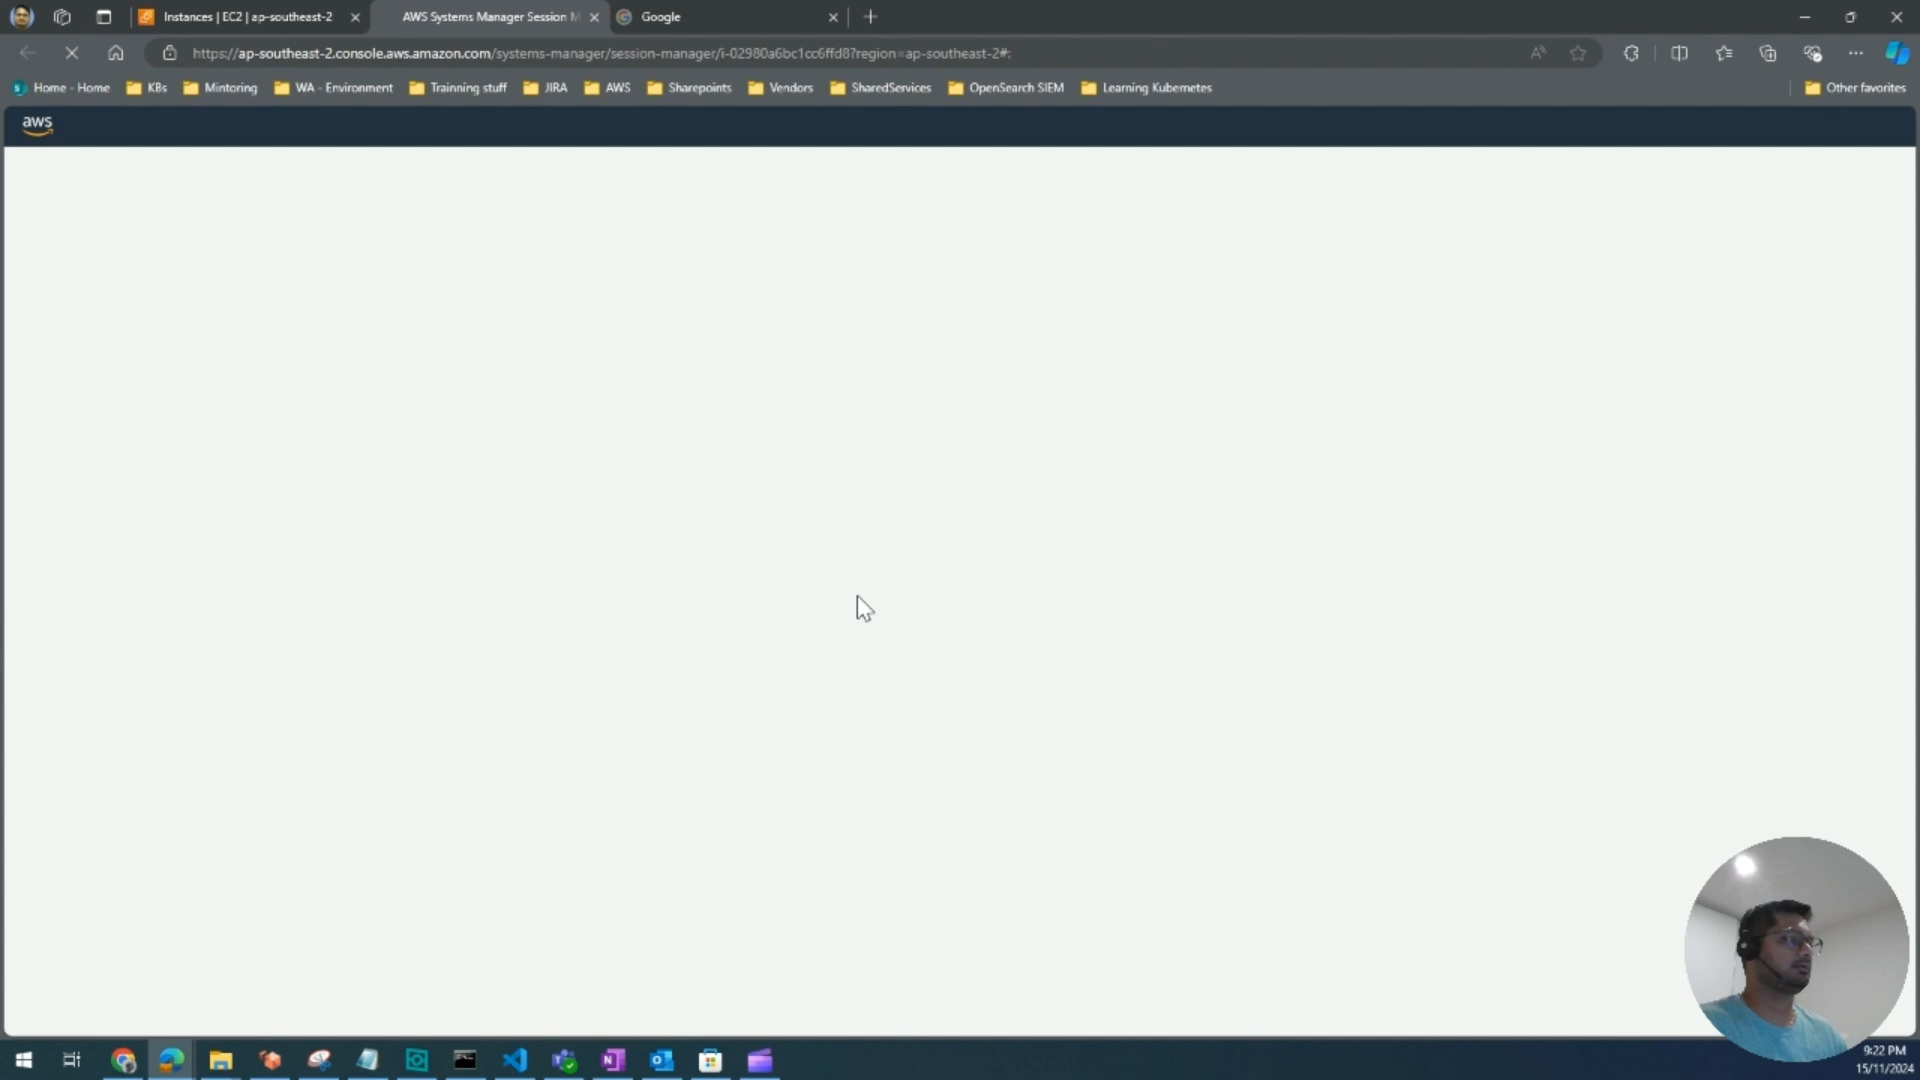 Instances | EC2 | ap-southeast-2
AWS Systems Manager Session M
Google
https://ap-southeast-2.console.aws.amazon.com/systems-manager/session-manager/i-02980a6bc1cc6ffd8?region=ap-southeast-2#:
Home - Home
KBs
Mintoring
WA - Environment
Trainning stuff
JIRA
AWS
Sharepoints
Vendors
SharedServices
OpenSearch SIEM
Learning Kubernetes
Other favorites
aws
9:22 PM
15/11/2024